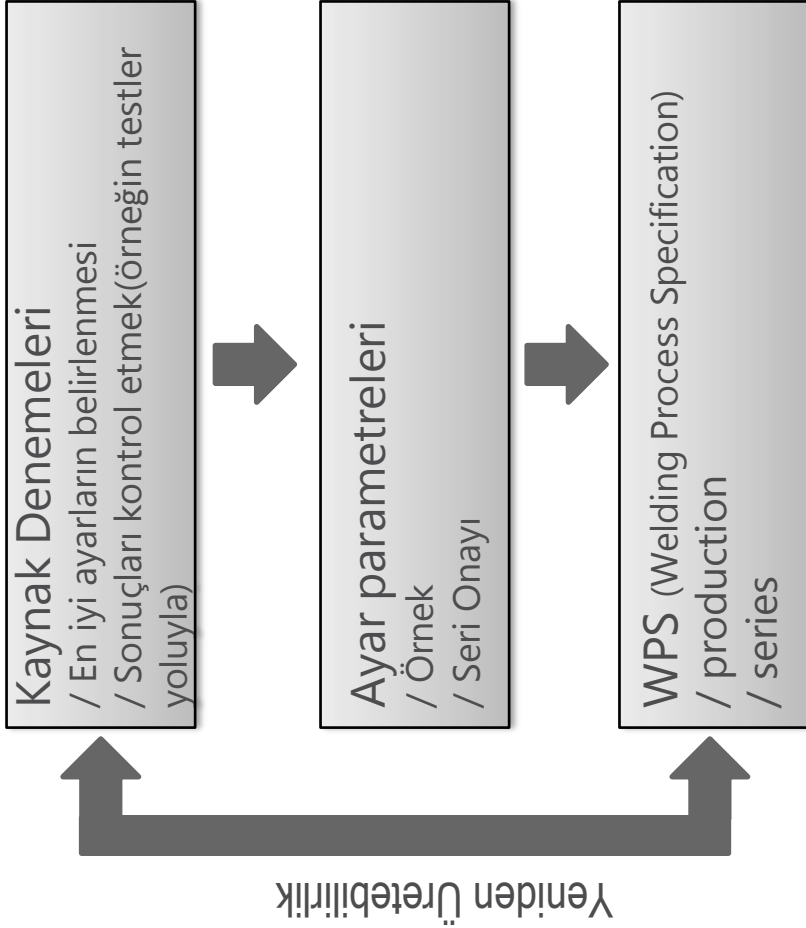 Kaynak Denemeleri
/ En iyi ayarların belirlenmesi
/ Sonuçları kontrol etmek(örneğin testler
yoluyla)
Ayar parametreleri
/ Örnek
/ Seri Onayı
WPS (Welding Process Specification)
/ production
/ series
Yeniden Üretebilirlik